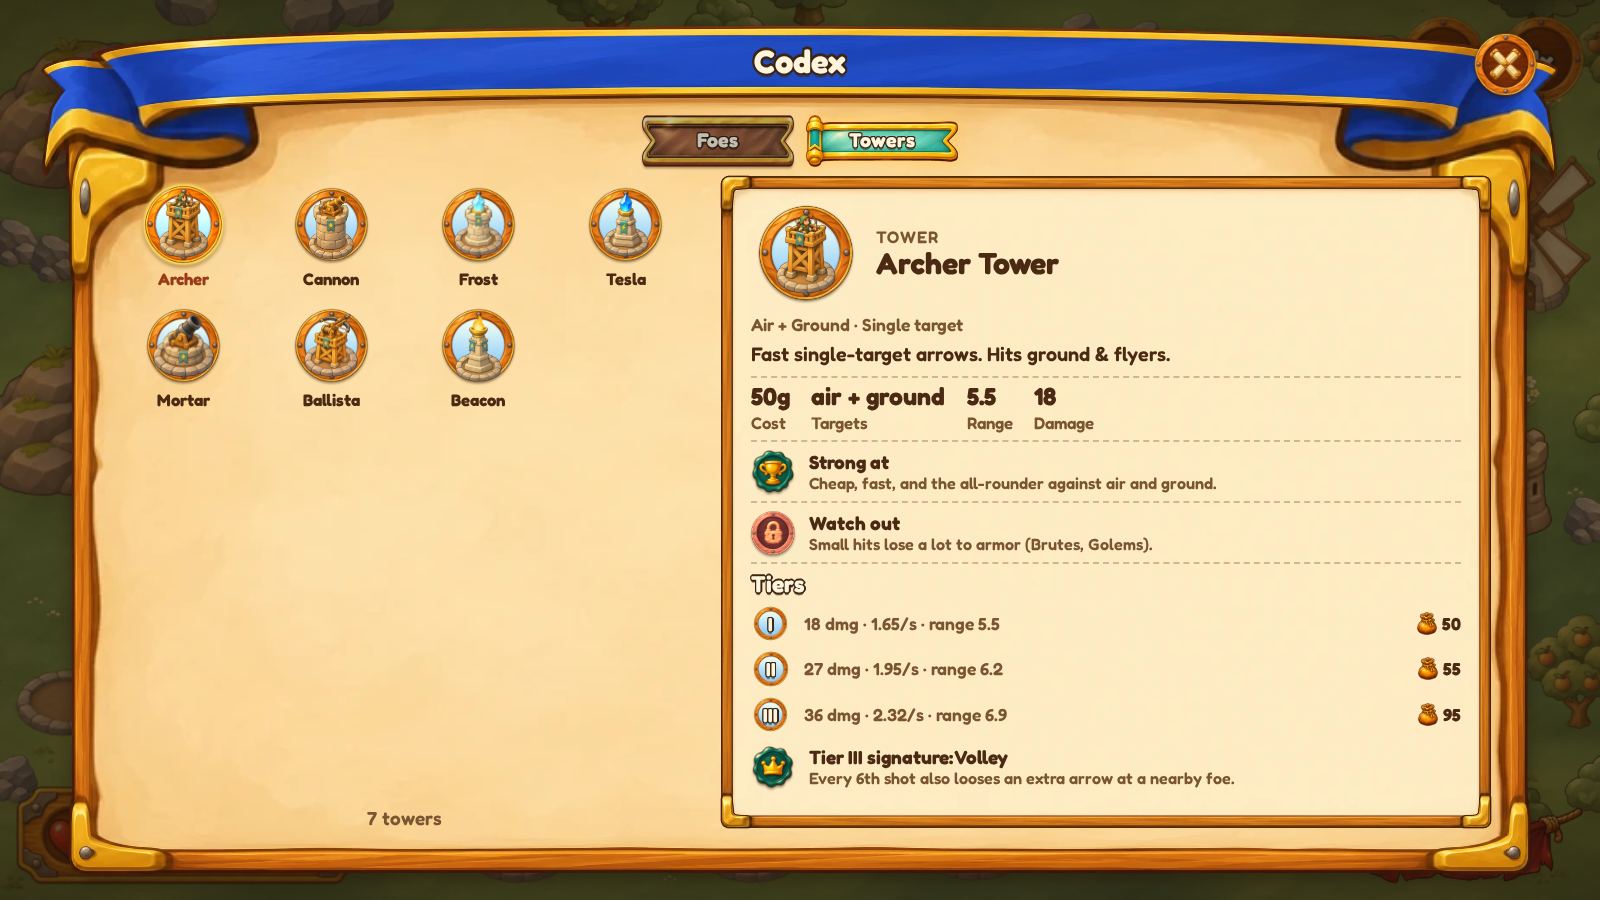 Codex
Foes
Towers
Archer
Cannon
Frost
Tesla
Mortar
Ballista
Beacon
7 towers
TOWER
Archer Tower
Air + Ground · Single target
Fast single-target arrows. Hits ground & flyers.
50g air + ground 5.5 18
Cost Targets Range Damage
Strong at
Cheap, fast, and the all-rounder against air and ground.
Watch out
Small hits lose a lot to armor (Brutes, Golems).
Tiers
I 18 dmg · 1.65/s · range 5.5 50
II 27 dmg · 1.95/s · range 6.2 55
III 36 dmg · 2.32/s · range 6.9 95
Tier III signature: Volley
Every 6th shot also looses an extra arrow at a nearby foe.